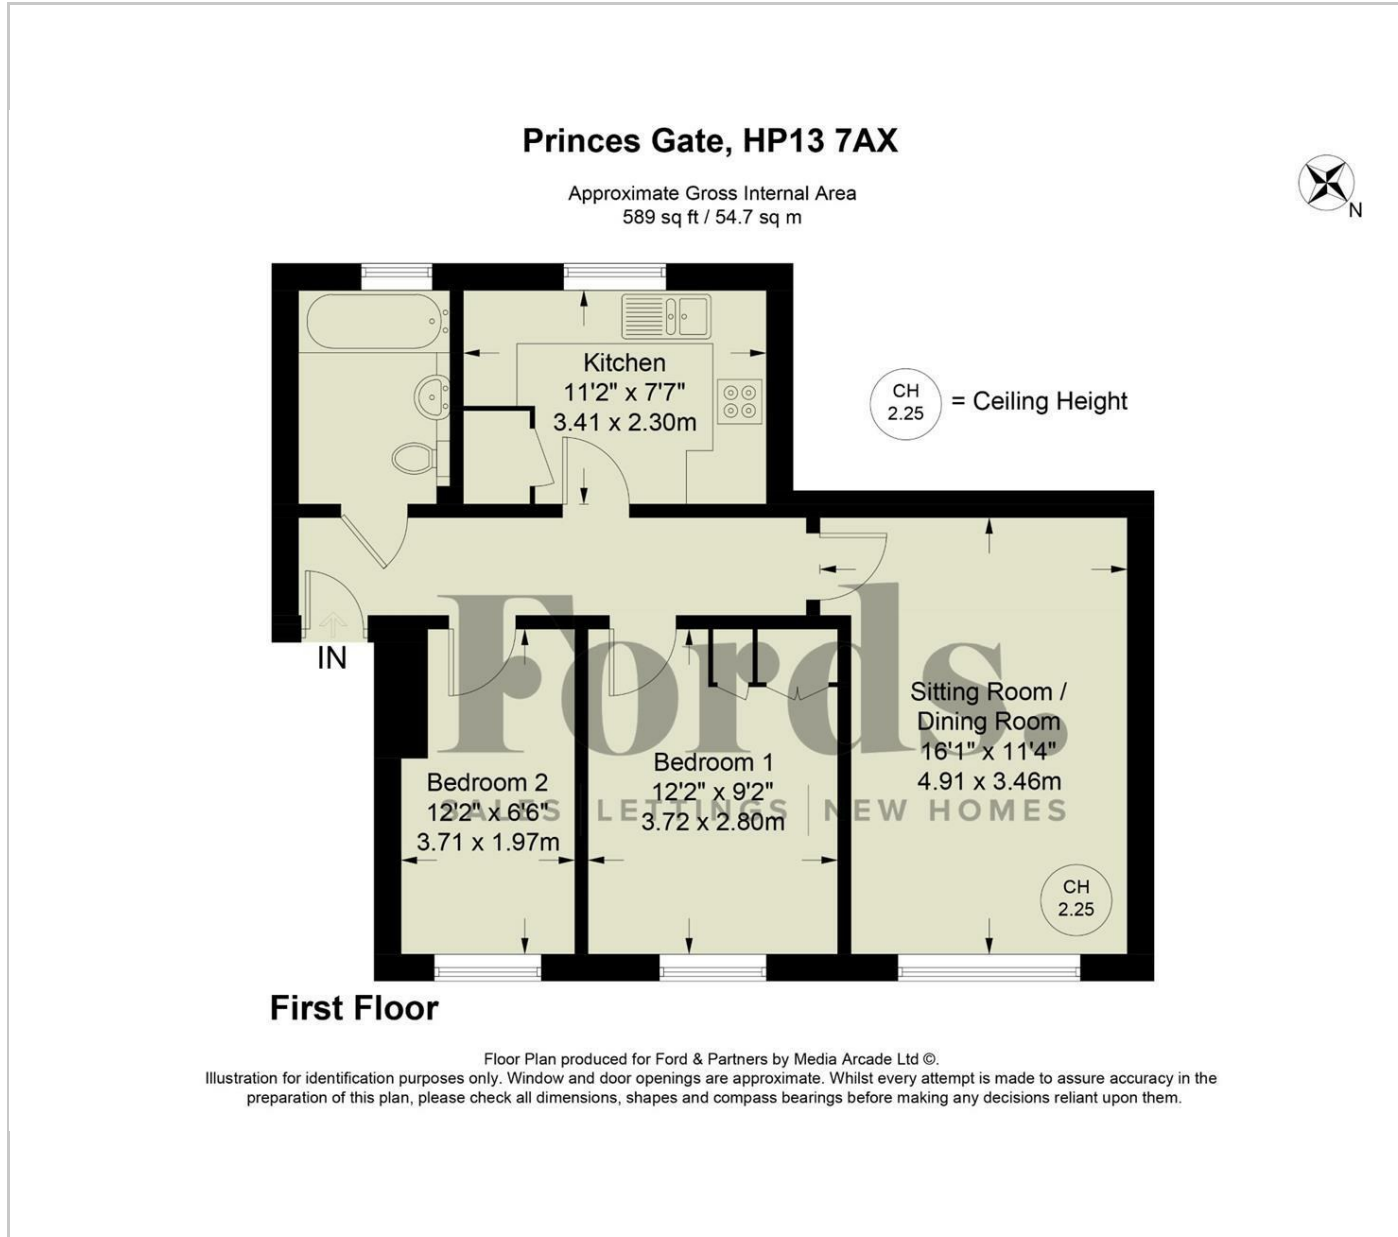 Princes Gate, HP13 7AX
Approximate Gross Internal Area
589 sq ft / 54.7 sq m
N
Kitchen
11'2" x 7'7"
3.41 x 2.30m
CH
2.25
= Ceiling Height
IN
Fords.
SALES | LETTINGS | NEW HOMES
Sitting Room /
Dining Room
16'1" x 11'4"
4.91 x 3.46m
Bedroom 1
12'2" x 9'2"
3.72 x 2.80m
Bedroom 2
12'2" x 6'6"
3.71 x 1.97m
CH
2.25
First Floor
Floor Plan produced for Ford & Partners by Media Arcade Ltd ©.
Illustration for identification purposes only. Window and door openings are approximate. Whilst every attempt is made to assure accuracy in the
preparation of this plan, please check all dimensions, shapes and compass bearings before making any decisions reliant upon them.